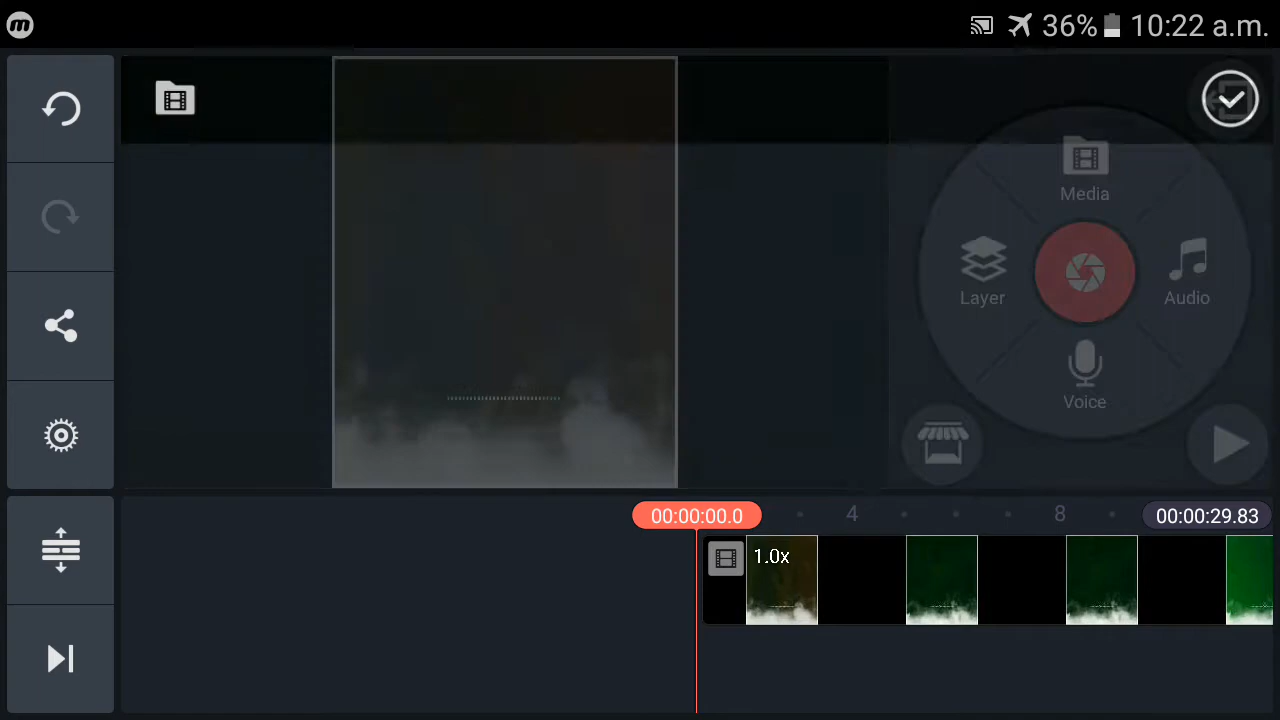 m
36% 10:22 a.m.
Media
Layer
Audio
Voice
00:00:00.0
4
8
00:00:29.83
1.0x